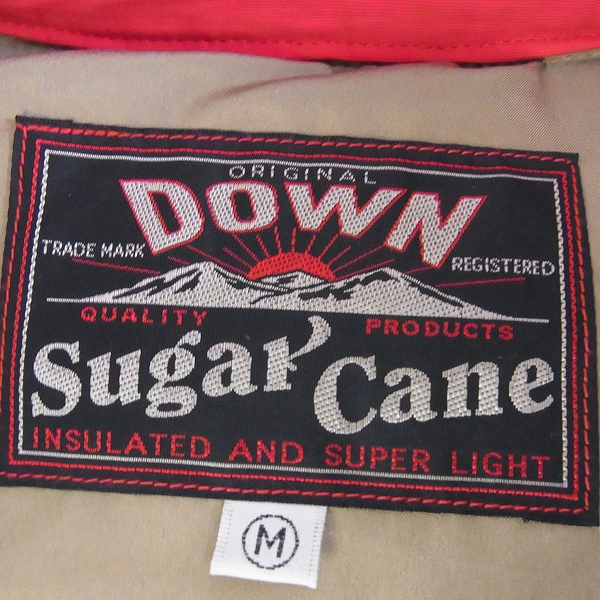 ORIGINAL
DOWN
TRADE MARK REGISTERED
QUALITY PRODUCTS
Sugar Cane
INSULATED AND SUPER LIGHT
M